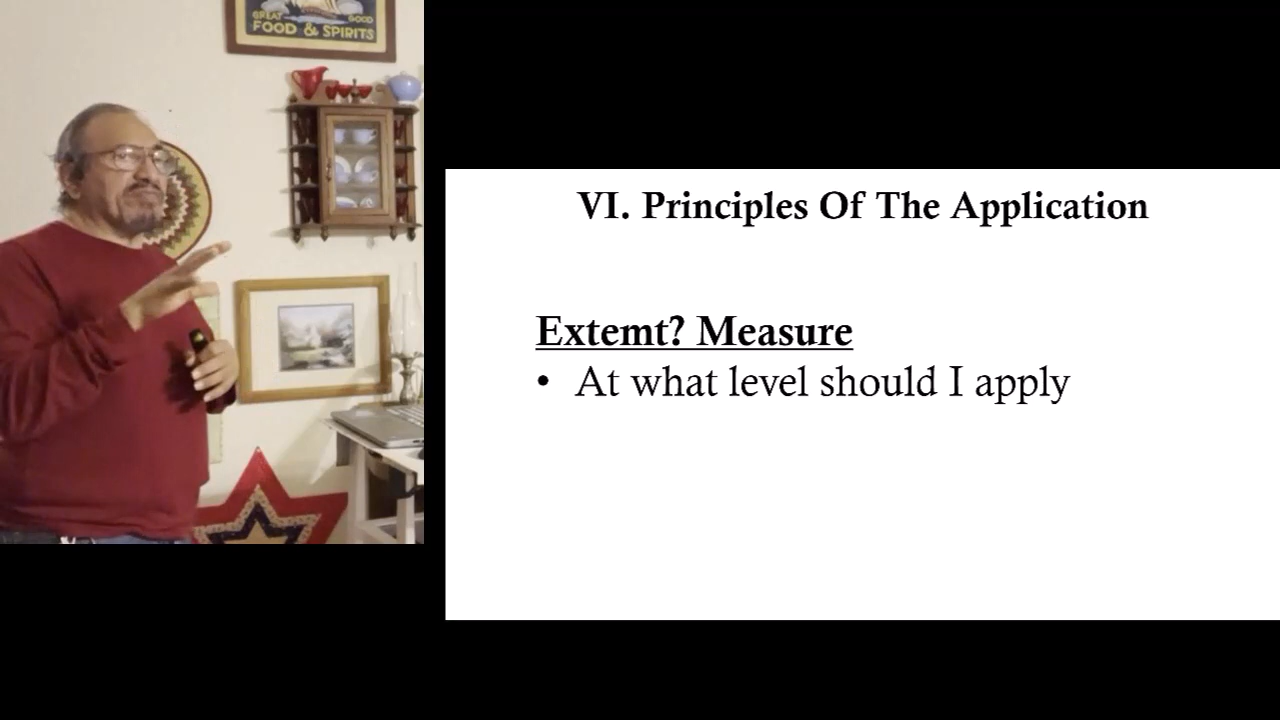 GREAT GOOD
FOOD & SPIRITS
VI. Principles Of The Application
Extemt? Measure
• At what level should I apply